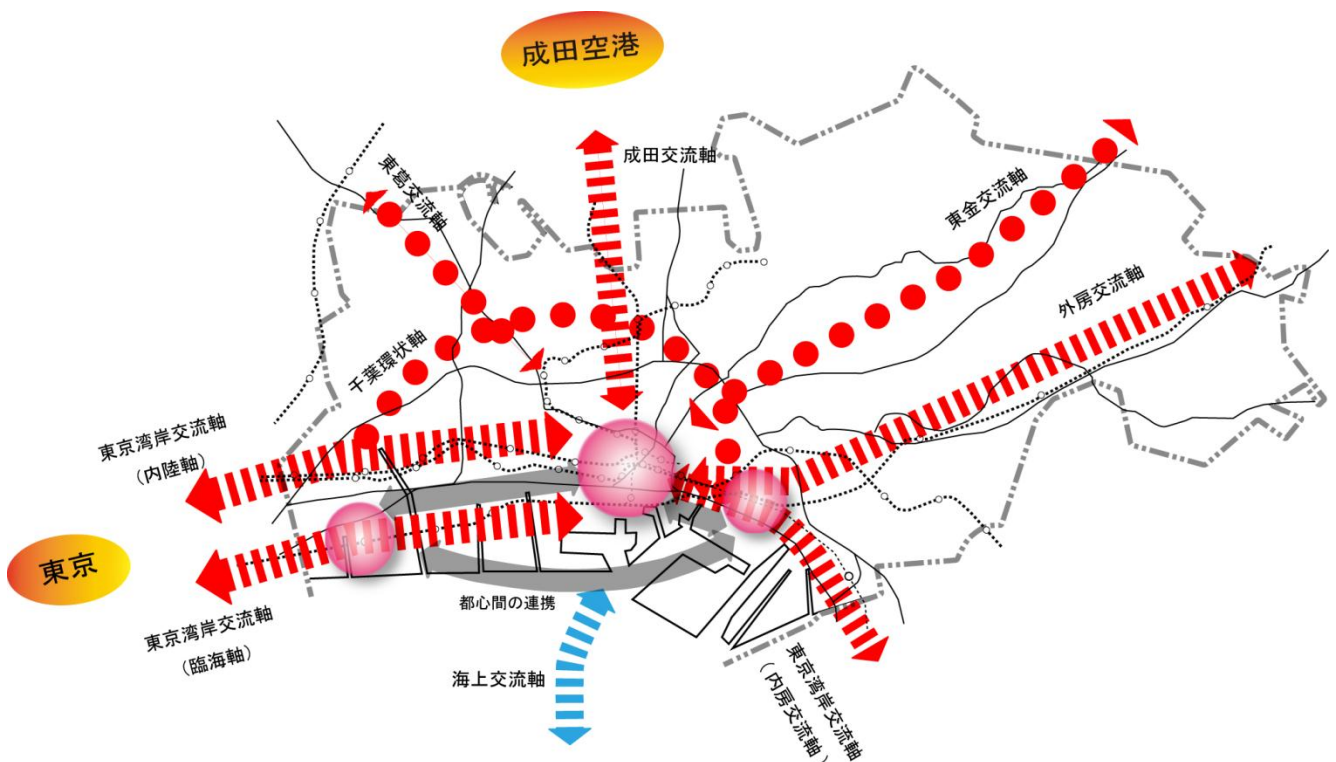 成田空港
成田交流軸
東葛交流軸
東金交流軸
外房交流軸
千葉環状軸
東京湾岸交流軸
（内陸軸）
東京
東京湾岸交流軸
（臨海軸）
都心間の連携
海上交流軸
東京湾岸交流軸
（内房交流軸）